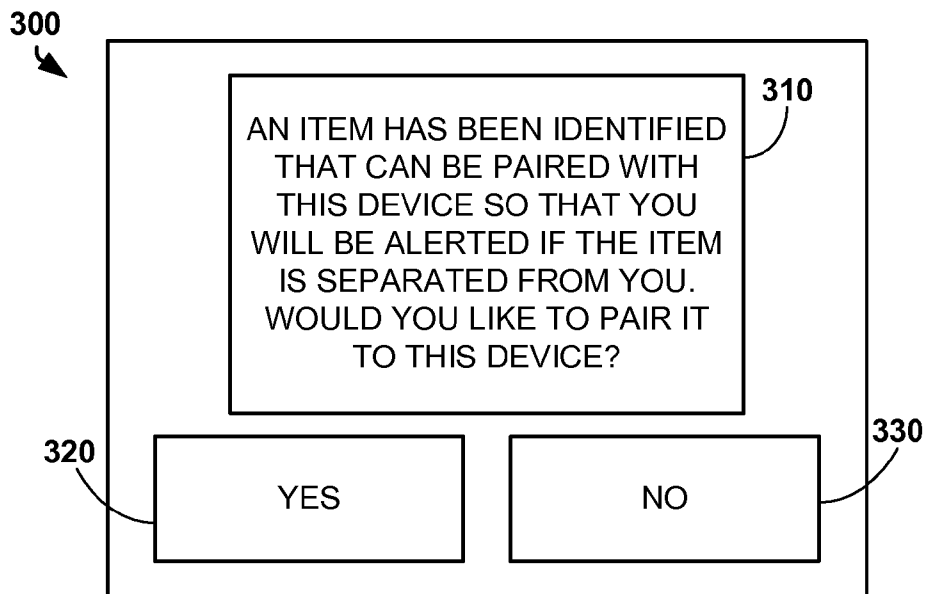 300
310
AN ITEM HAS BEEN IDENTIFIED
THAT CAN BE PAIRED WITH
THIS DEVICE SO THAT YOU
WILL BE ALERTED IF THE ITEM
IS SEPARATED FROM YOU.
WOULD YOU LIKE TO PAIR IT
TO THIS DEVICE?
320
YES
NO
330